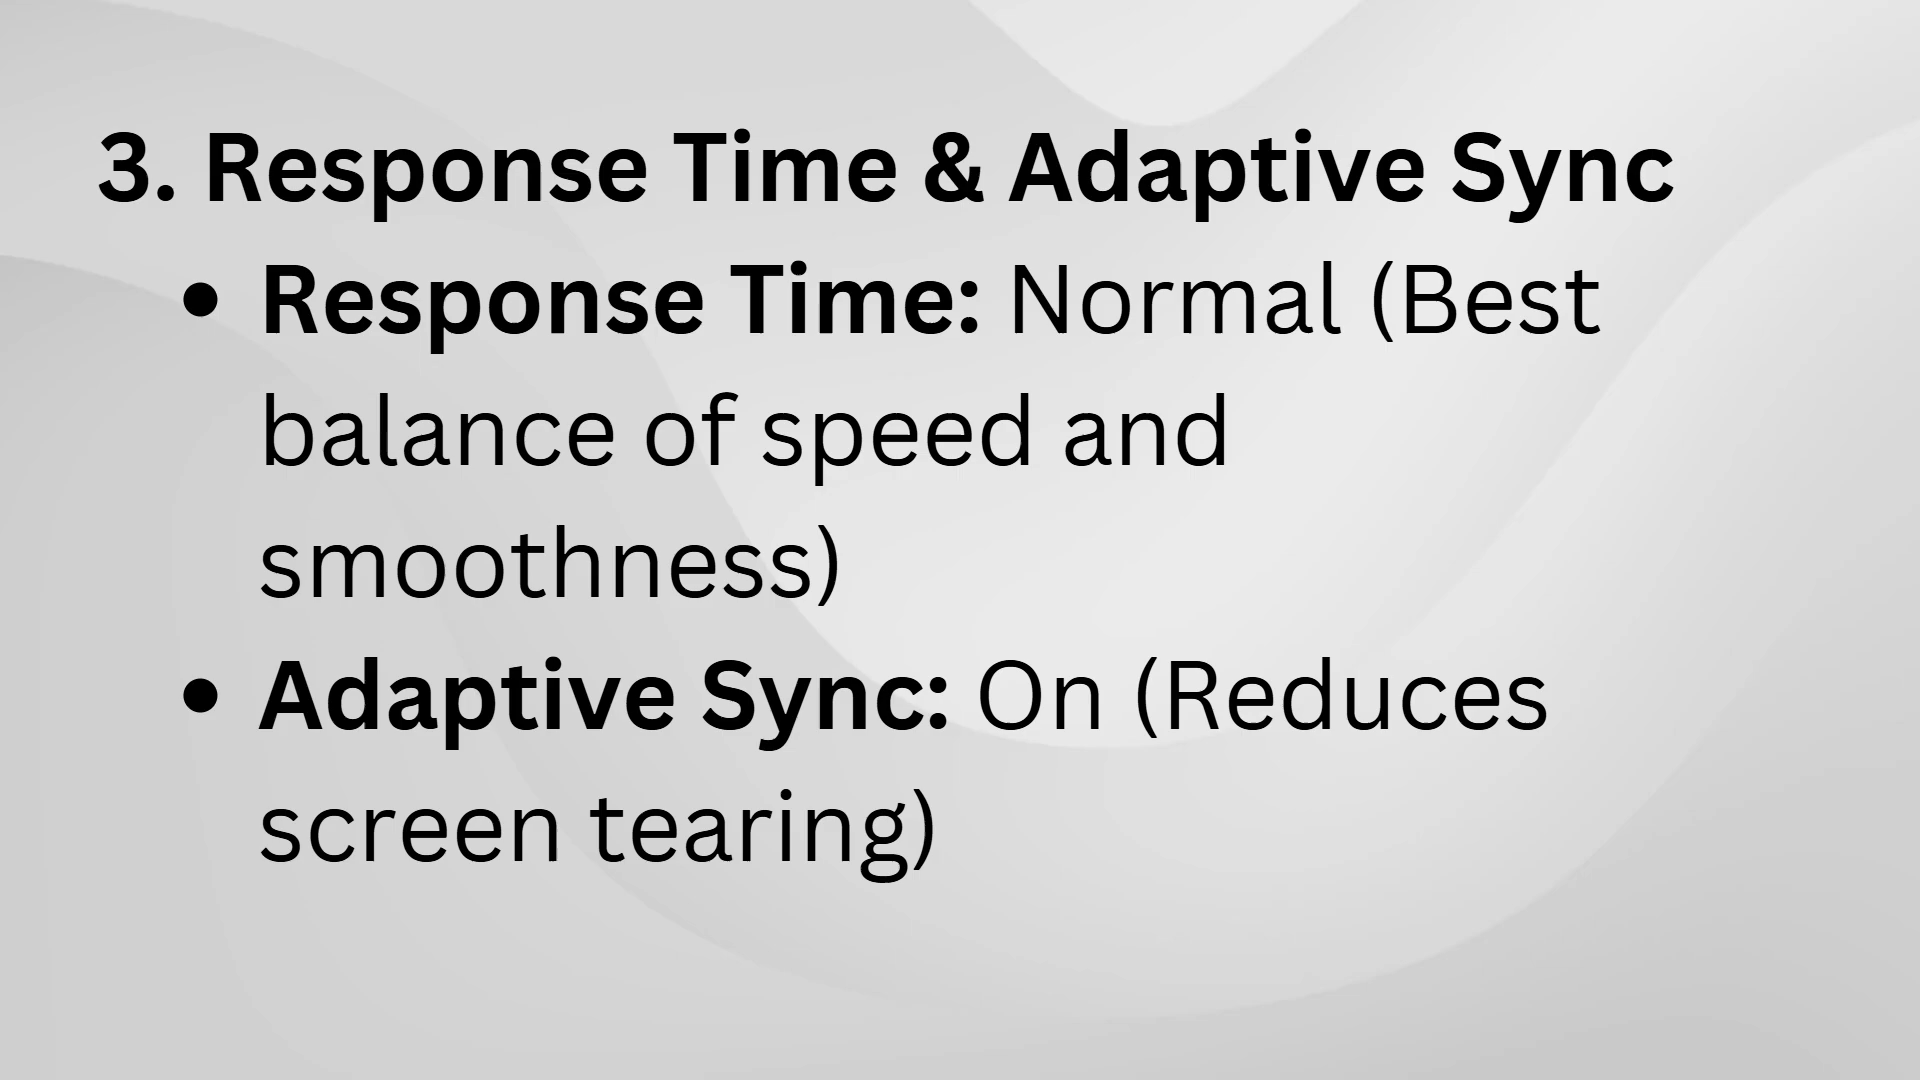 3. Response Time & Adaptive Sync
• Response Time: Normal (Best
balance of speed and
smoothness)
• Adaptive Sync: On (Reduces
screen tearing)